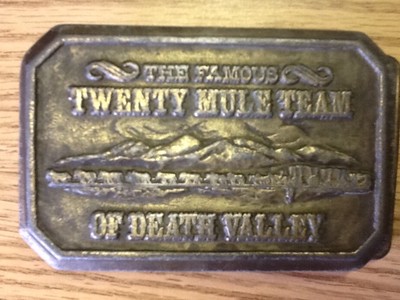 THE FAMOUS
TWENTY MULE TEAM
OF DEATH VALLEY